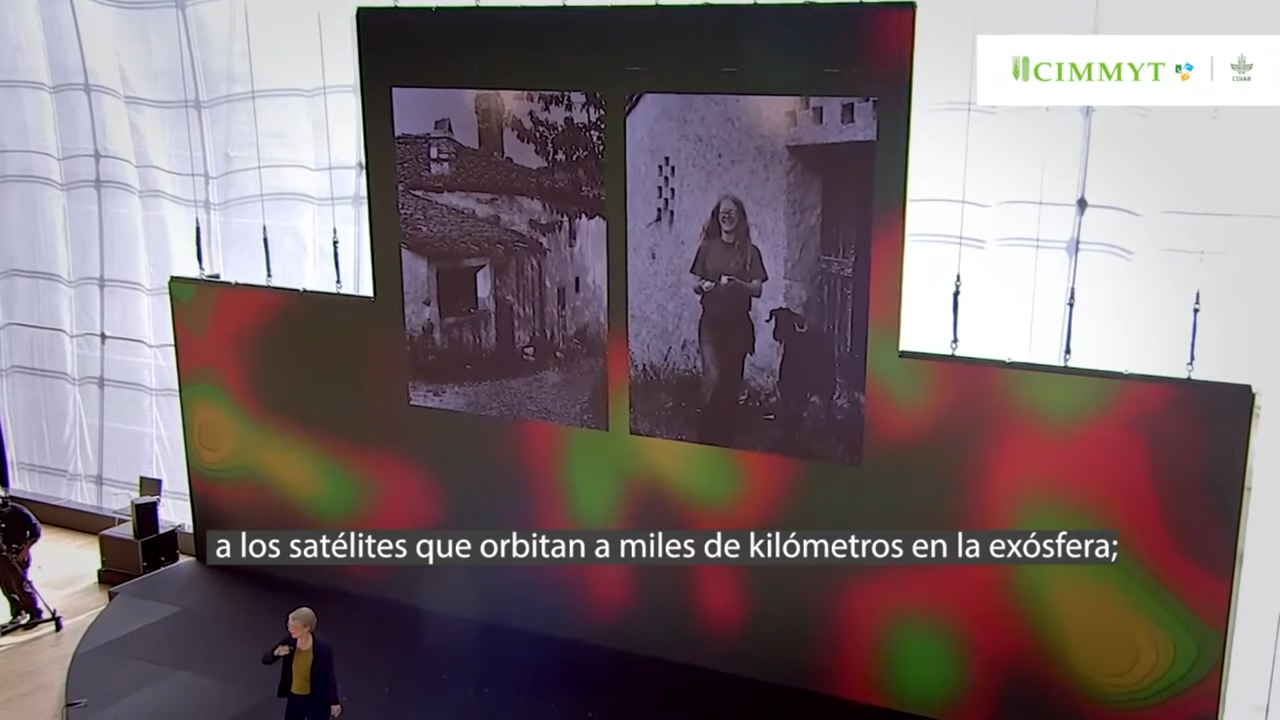 CIMMYT
CGIAR
a los satélites que orbitan a miles de kilómetros en la exósfera;